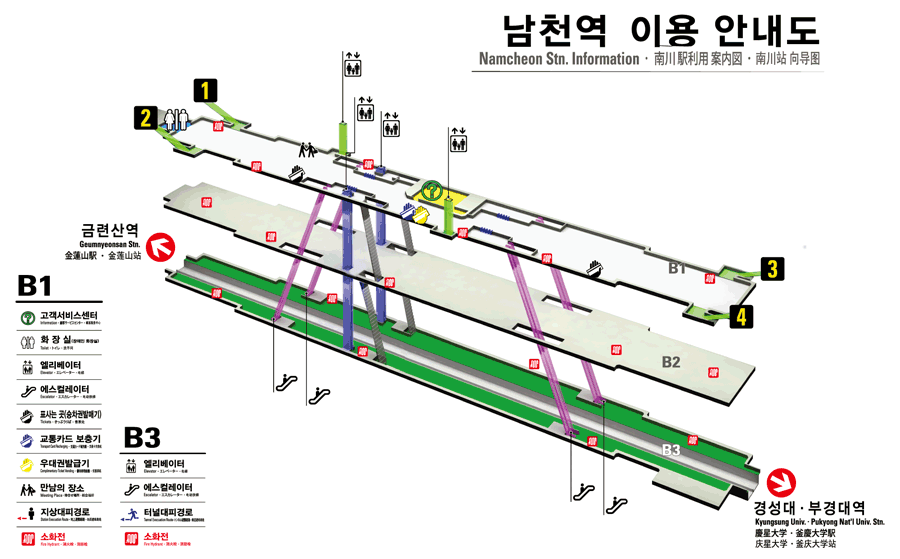 남천역 이용 안내도
Namcheon Stn. Information · 南川駅利用案内図 · 南川站 向导图
1
2
금련산역
Geumnyeonsan Stn.
金蓮山駅 · 金莲山站
B1
3
4
B2
B3
B1
고객서비스센터
화 장 실
엘리베이터
에스컬레이터
표사는 곳(승차권발매기)
교통카드 보충기
우대권발급기
만남의 장소
지상대피경로
소화전
B3
엘리베이터
에스컬레이터
터널대피경로
소화전
경성대 · 부경대역
Kyungsung Univ. · Pukyong Nat'l Univ. Stn.
慶星大学 · 釜慶大学駅
庆星大学 · 釜庆大学站